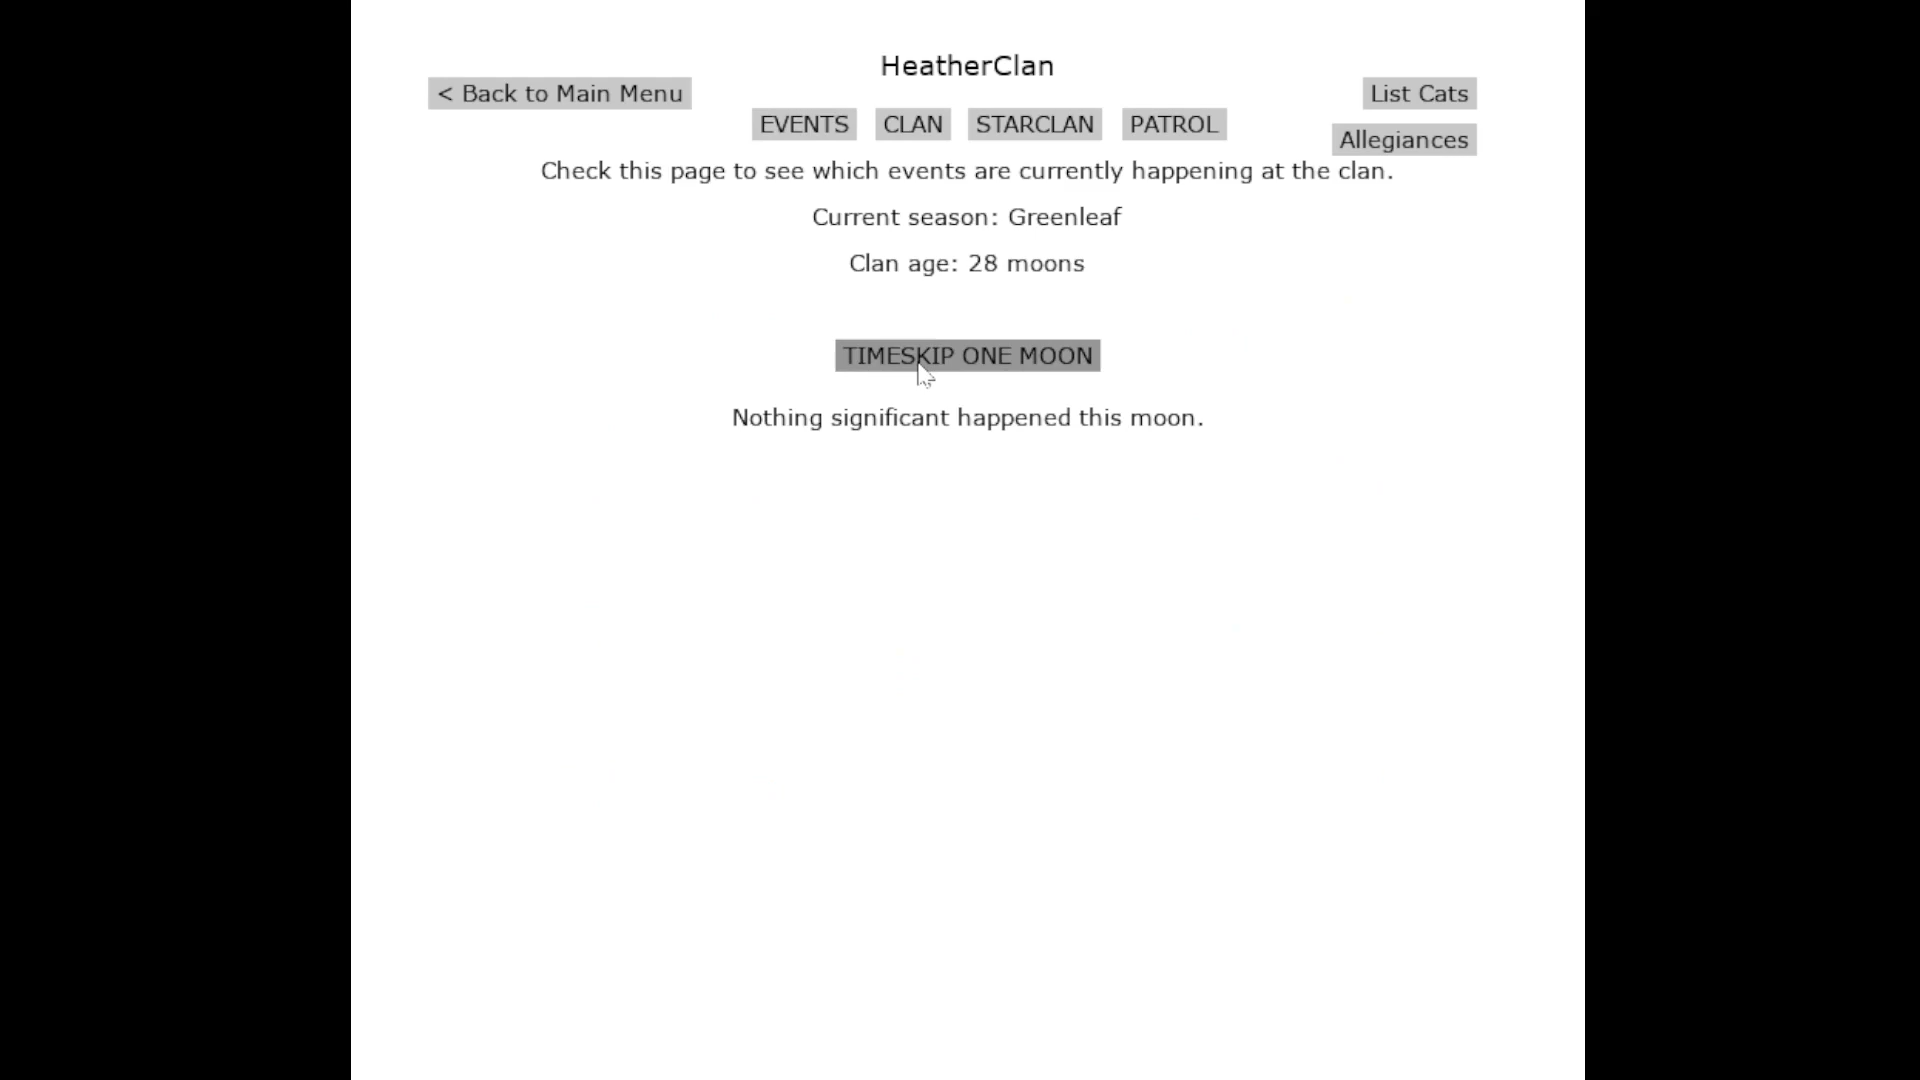 HeatherClan
< Back to Main Menu
List Cats
EVENTS CLAN STARCLAN PATROL
Allegiances
Check this page to see which events are currently happening at the clan.
Current season: Greenleaf
Clan age: 28 moons
TIMESKIP ONE MOON
Nothing significant happened this moon.